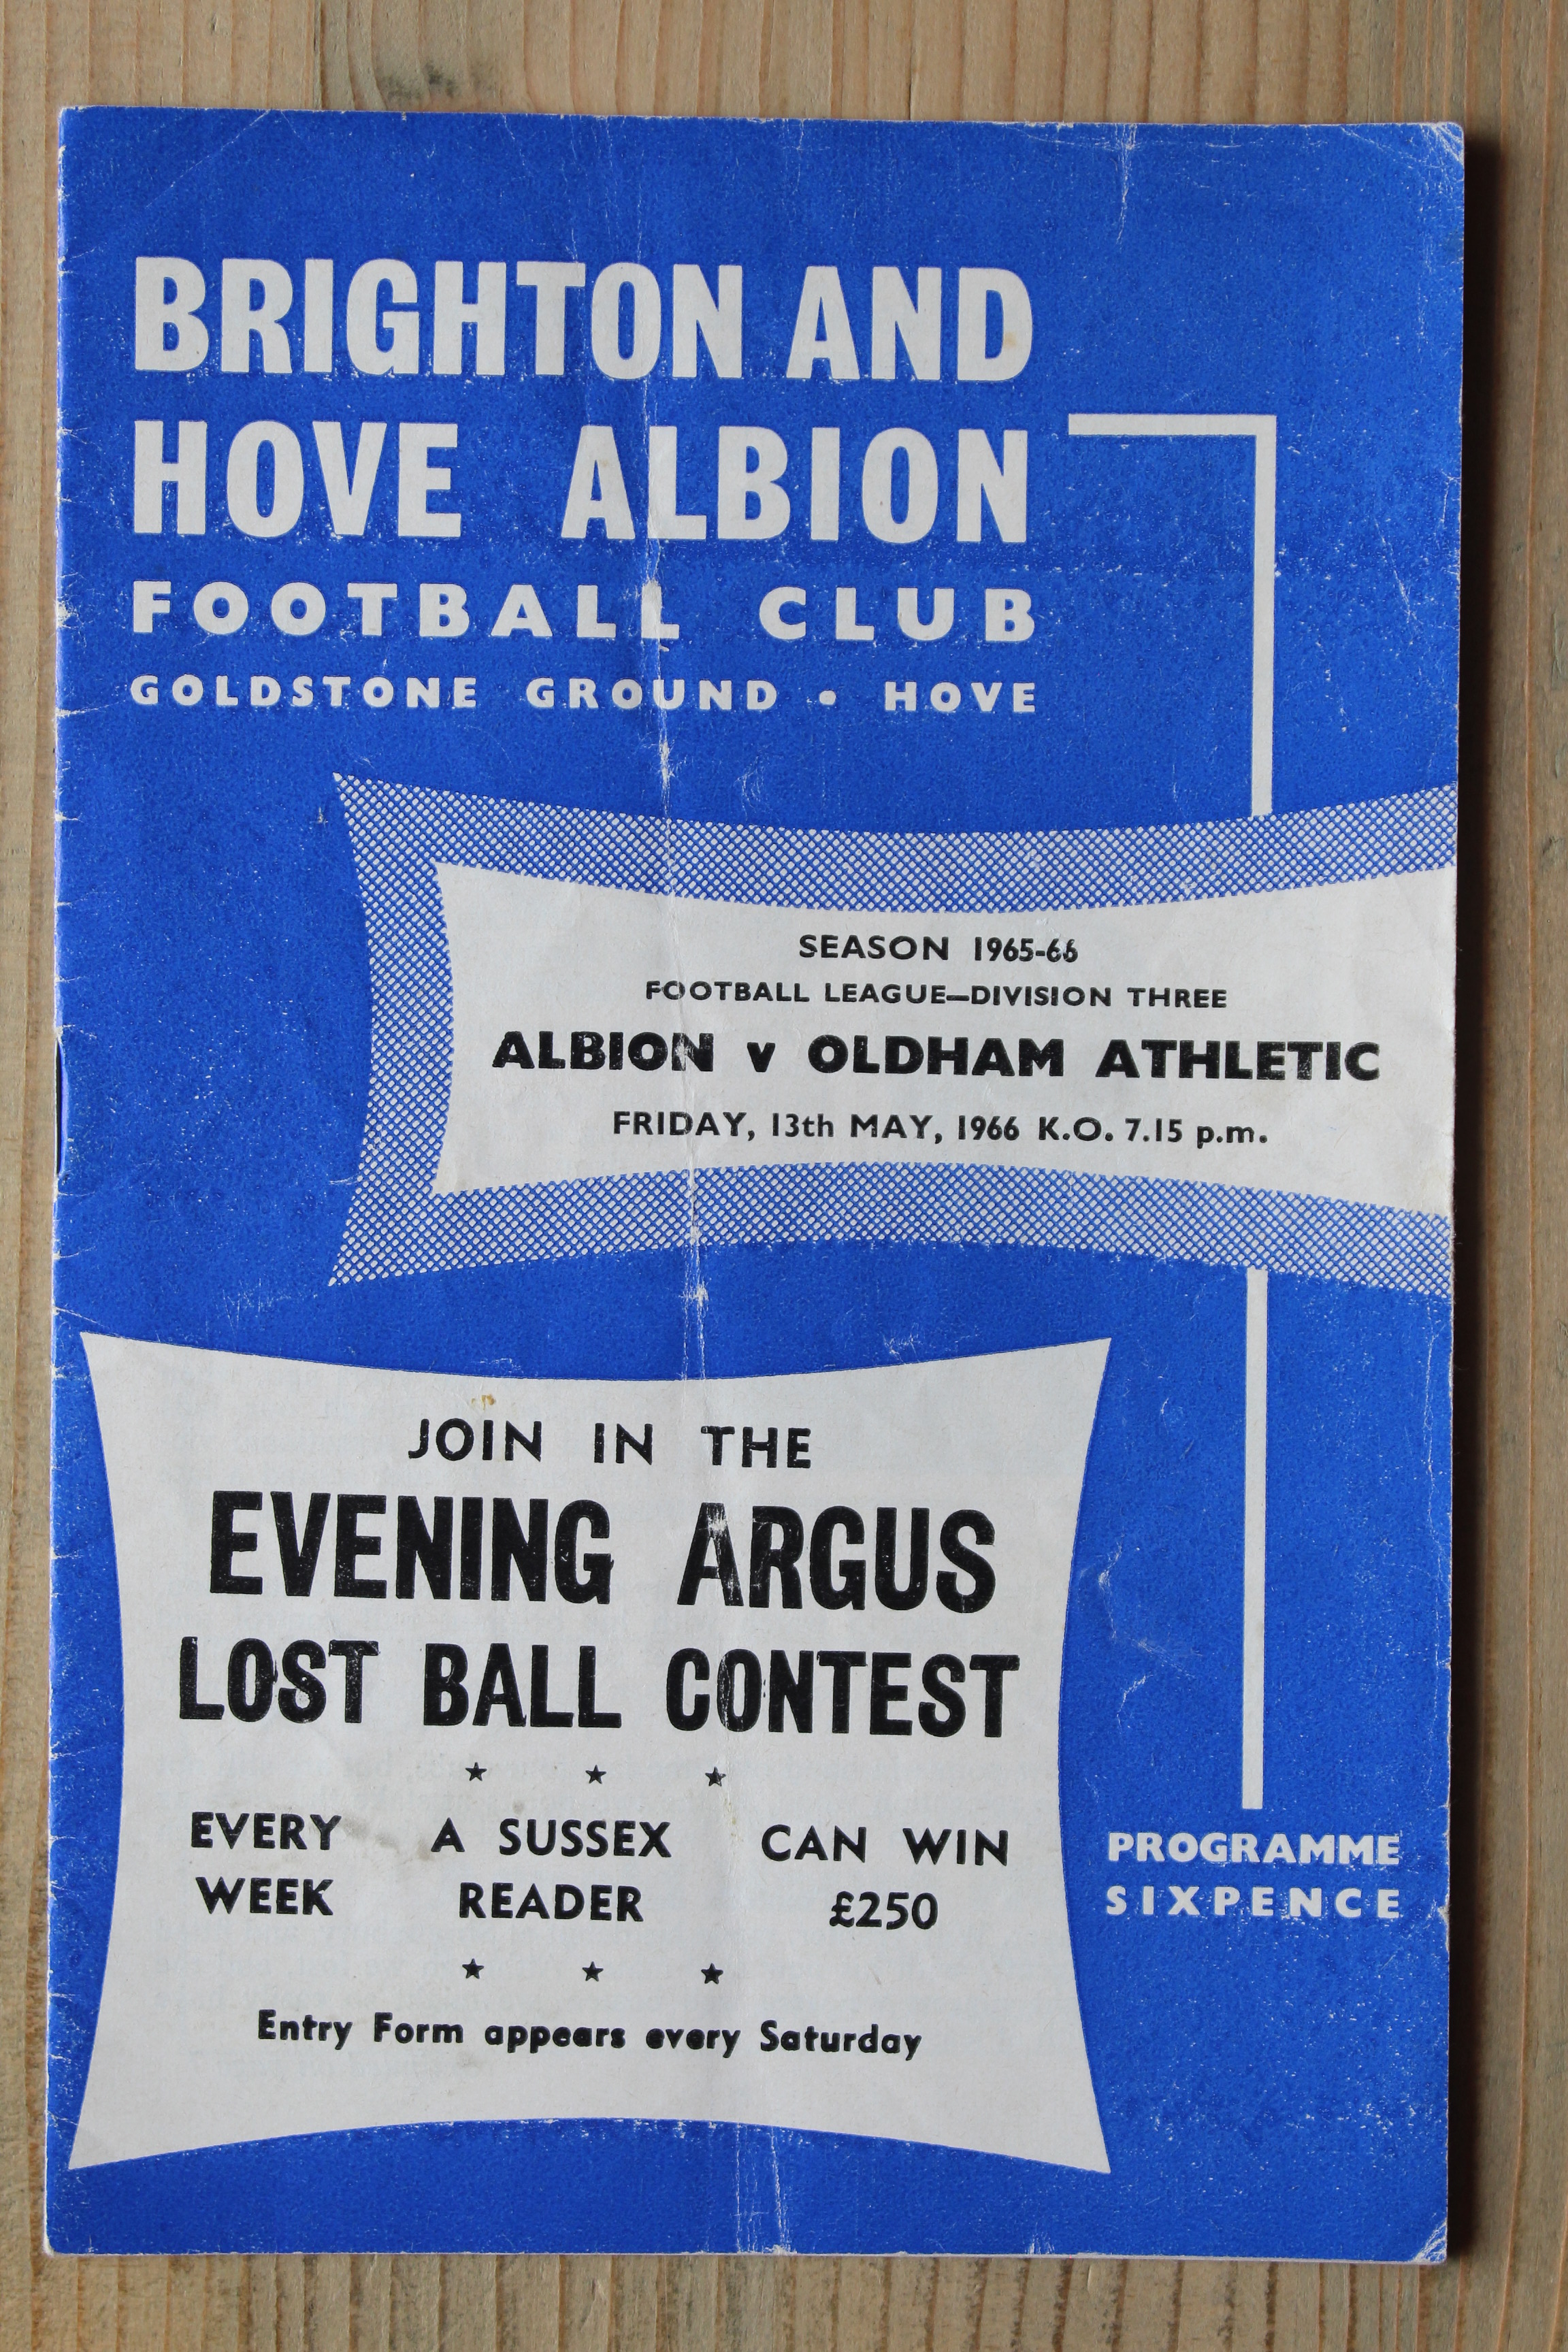 BRIGHTON AND
HOVE ALBION
FOOTBALL CLUB
GOLDSTONE GROUND • HOVE
SEASON 1965-66
FOOTBALL LEAGUE—DIVISION THREE
ALBION v OLDHAM ATHLETIC
FRIDAY, 13th MAY, 1966 K.O. 7.15 p.m.
JOIN IN THE
EVENING ARGUS
LOST BALL CONTEST
★ ★ ★
EVERY A SUSSEX CAN WIN
WEEK READER £250
★ ★ ★
Entry Form appears every Saturday
PROGRAMME
SIXPENCE